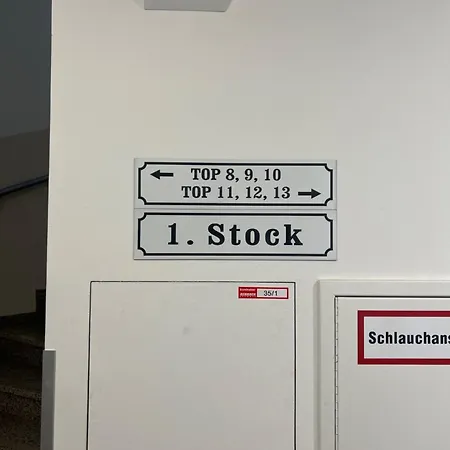 ← TOP 8, 9, 10
TOP 11, 12, 13 →
1. Stock
35/1
Schlauchans